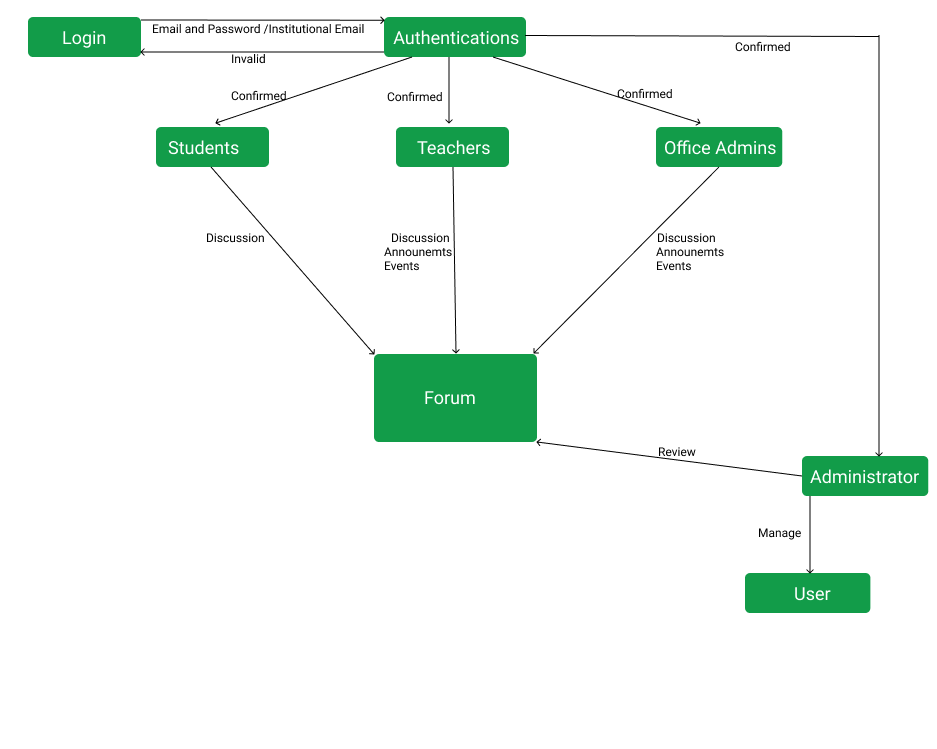 Login
Email and Password /Institutional Email
Authentications
Invalid
Confirmed
Confirmed
Confirmed
Confirmed
Students
Teachers
Office Admins
Discussion
Discussion
Announemts
Events
Discussion
Announemts
Events
Forum
Review
Administrator
Manage
User